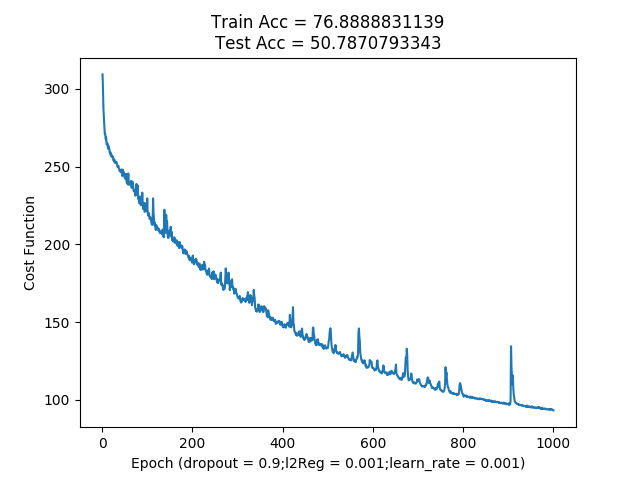 Train Acc = 76.8888831139
Test Acc = 50.7870793343
300
250
200
150
100
Cost Function
0
200
400
600
800
1000
Epoch (dropout = 0.9;l2Reg = 0.001;learn_rate = 0.001)